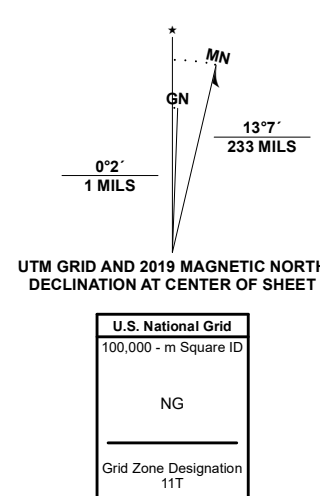 ★
MN
GN
13°7´
233 MILS
0°2´
1 MILS
UTM GRID AND 2019 MAGNETIC NORTH
DECLINATION AT CENTER OF SHEET
U.S. National Grid
100,000 - m Square ID
NG
Grid Zone Designation
11T